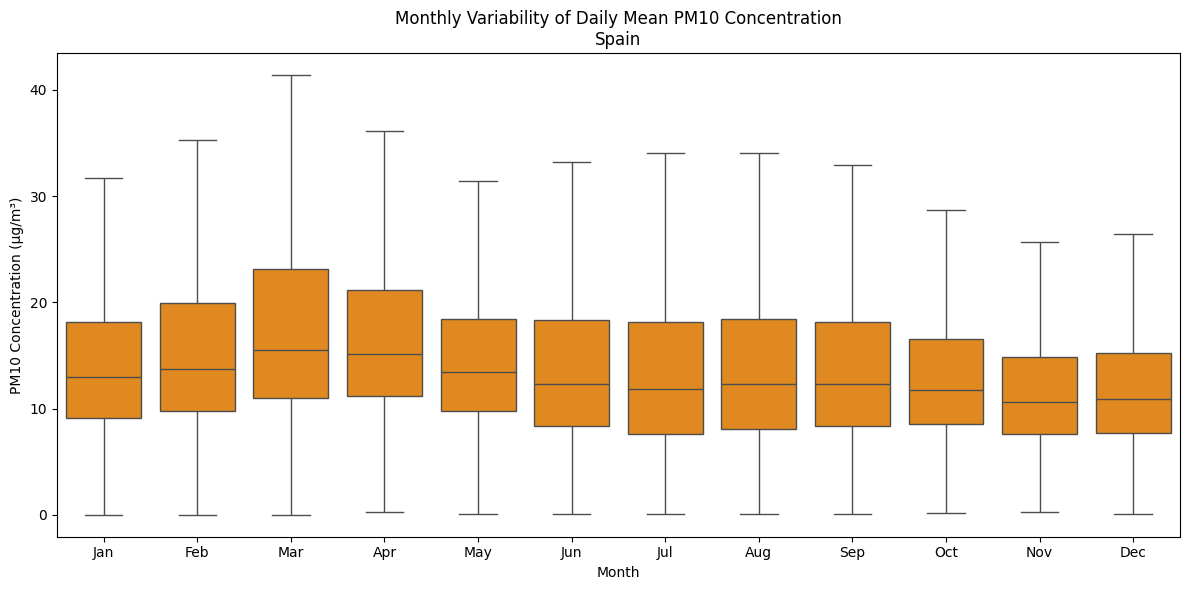 Monthly Variability of Daily Mean PM10 Concentration
Spain
PM10 Concentration (µg/m³)
40
30
20
10
0
Jan Feb Mar Apr May Jun Jul Aug Sep Oct Nov Dec
Month